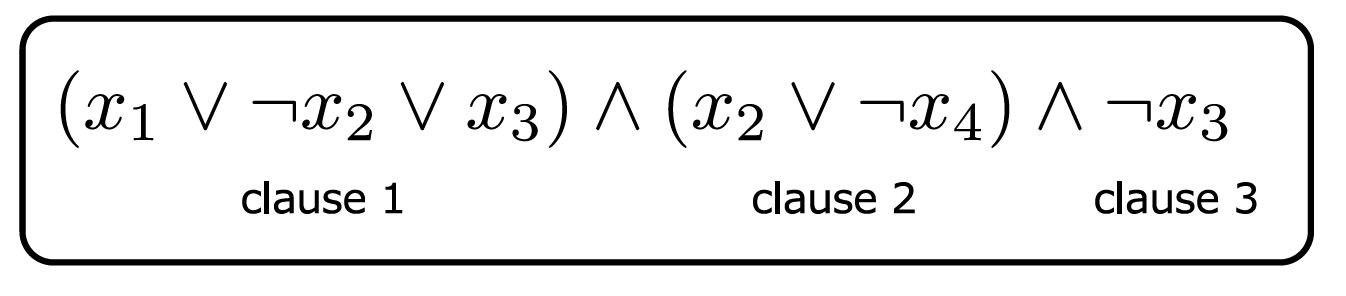 (x₁ ∨ ¬x₂ ∨ x₃) ∧ (x₂ ∨ ¬x₄) ∧ ¬x₃
clause 1 clause 2 clause 3